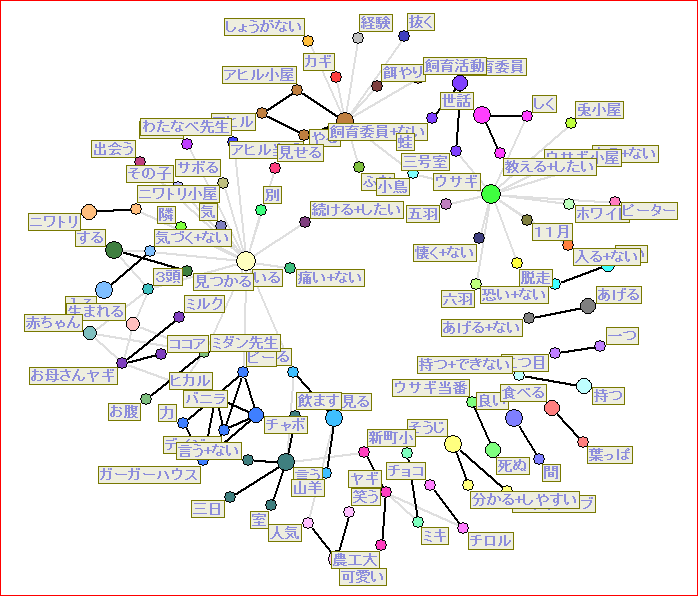 しょうがない
経験
抜く
カギ
飼育活動
アヒル小屋
餌やり
世話
しく
兎小屋
わたなべ先生
飼育委員+ない
蛙
見せる
出会う
三号室
教える+したい
サボる
その子
小鳥
ウサギ
ニワトリ小屋
別
気
隣
五羽
ピーター
ニワトリ
続ける+したい
11月
する
気づく+ない
懐く+ない
入る+ない
3頭
見つかる
いる
痛い+ない
脱走
恐い+ない
六羽
あげる
生まれる
ミルク
赤ちゃん
あげる+ない
一つ
ココア
ミダン先生
持つ+できない
お母さんヤギ
ヒカル
ウサギ当番
食べる
持つ
バニラ
飲ます
見る
良い
お腹
チャボ
新町小
そうじ
言う+ない
葉っぱ
ガーガーハウス
チョコ
死ぬ
間
言う
山羊
ヤギ
笑う
分かる+しやすい
三日
室
人気
ミキ
チロル
農工大
可愛い